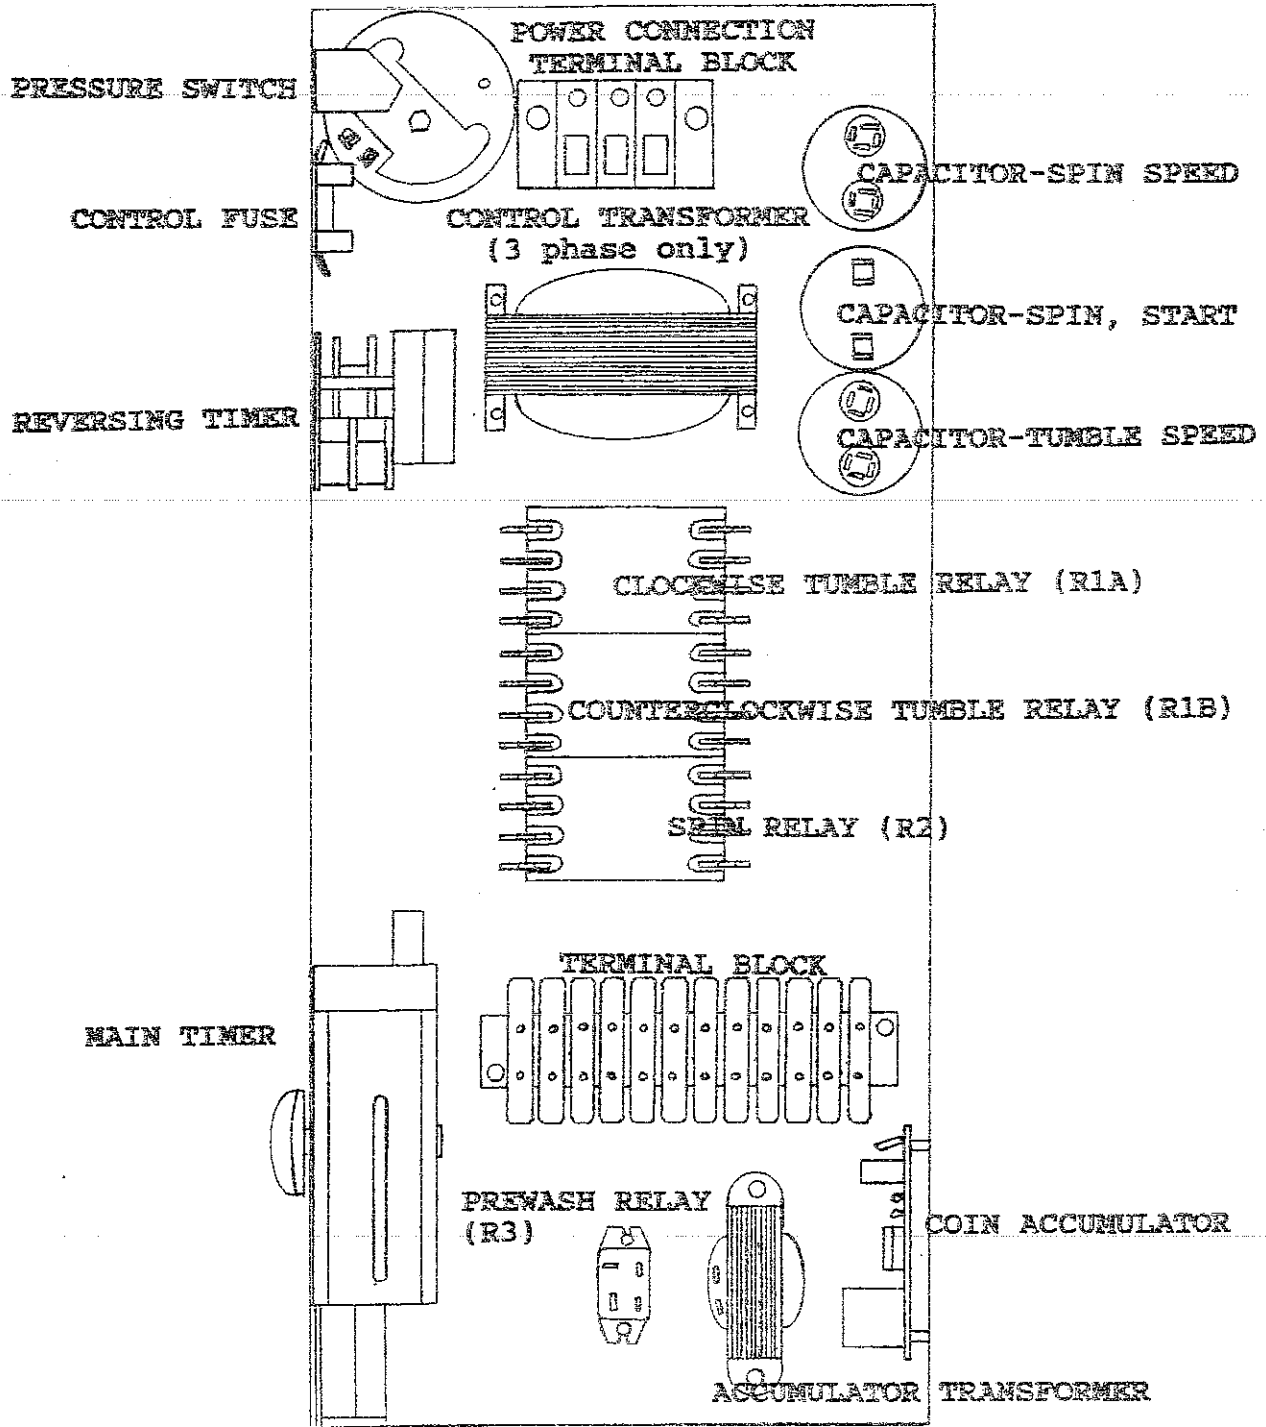 POWER CONNECTION
TERMINAL BLOCK
PRESSURE SWITCH
CAPACITOR-SPIN SPEED
CONTROL FUSE
CONTROL TRANSFORMER
(3 phase only)
CAPACITOR-SPIN, START
REVERSING TIMER
CAPACITOR-TUMBLE SPEED
CLOCKWISE TUMBLE RELAY (R1A)
COUNTERCLOCKWISE TUMBLE RELAY (R1B)
SPIN RELAY (R2)
TERMINAL BLOCK
MAIN TIMER
PREWASH RELAY
(R3)
COIN ACCUMULATOR
ACCUMULATOR TRANSFORMER